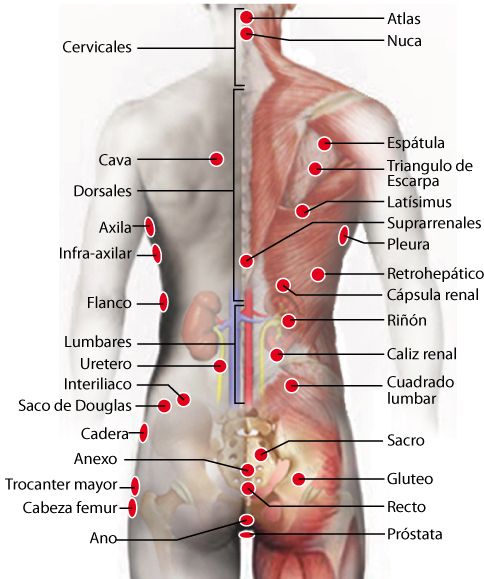 Cervicales
Cava
Dorsales
Axila
Infra-axilar
Flanco
Lumbares
Uretero
Interiliaco
Saco de Douglas
Cadera
Anexo
Trocanter mayor
Cabeza femur
Ano
Atlas
Nuca
Espátula
Triangulo de
Escarpa
Latísimus
Suprarrenales
Pleura
Retrohepático
Cápsula renal
Riñón
Caliz renal
Cuadrado
lumbar
Sacro
Gluteo
Recto
Próstata